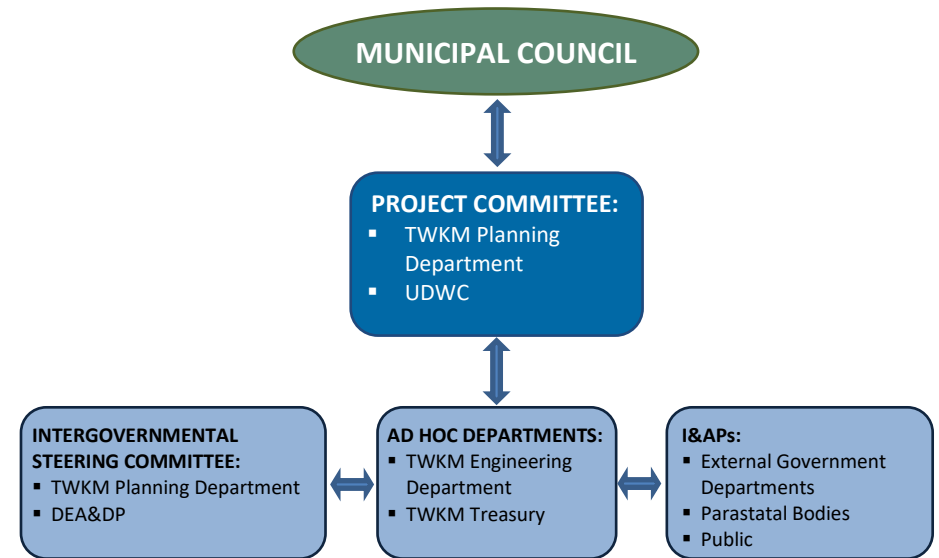 MUNICIPAL COUNCIL
PROJECT COMMITTEE:
▪ TWKM Planning
Department
▪ UDWC
INTERGOVERNMENTAL
STEERING COMMITTEE:
▪ TWKM Planning Department
▪ DEA&DP
AD HOC DEPARTMENTS:
▪ TWKM Engineering
Department
▪ TWKM Treasury
I&APs:
▪ External Government
Departments
▪ Parastatal Bodies
▪ Public